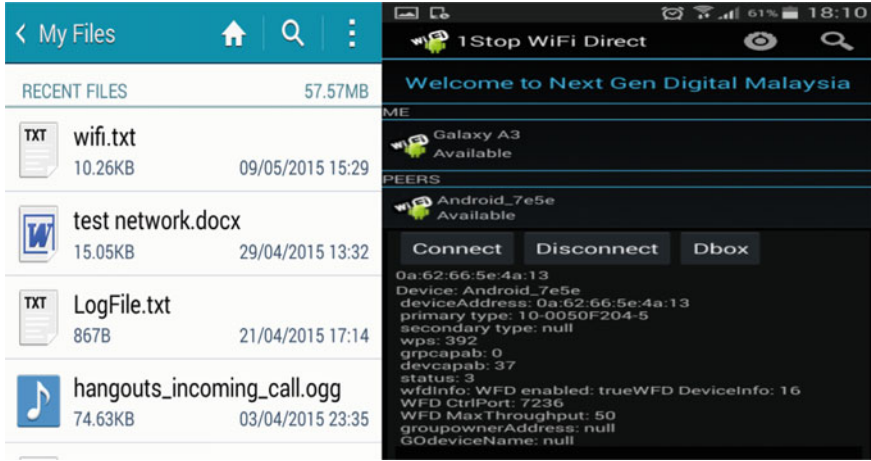 My Files
RECENT FILES 57.57MB
TXT wifi.txt
10.26KB 09/05/2015 15:29
W test network.docx
15.05KB 29/04/2015 13:32
TXT LogFile.txt
867B 21/04/2015 17:14
hangouts_incoming_call.ogg
74.63KB 03/04/2015 23:35
61% 18:10
WiFi 1Stop WiFi Direct
Welcome to Next Gen Digital Malaysia
ME
WiFi Galaxy A3
Available
PEERS
WiFi Android_7e5e
Available
Connect Disconnect Dbox
0a:62:66:5e:4a:13
Device: Android_7e5e
deviceAddress: 0a:62:66:5e:4a:13
primary type: 10-0050F204-5
secondary type: null
wps: 392
grpcapab: 0
devcapab: 37
status: 3
wfdInfo: WFD enabled: trueWFD DeviceInfo: 16
WFD CtrlPort: 7236
WFD MaxThroughput: 50
groupownerAddress: null
GOdeviceName: null